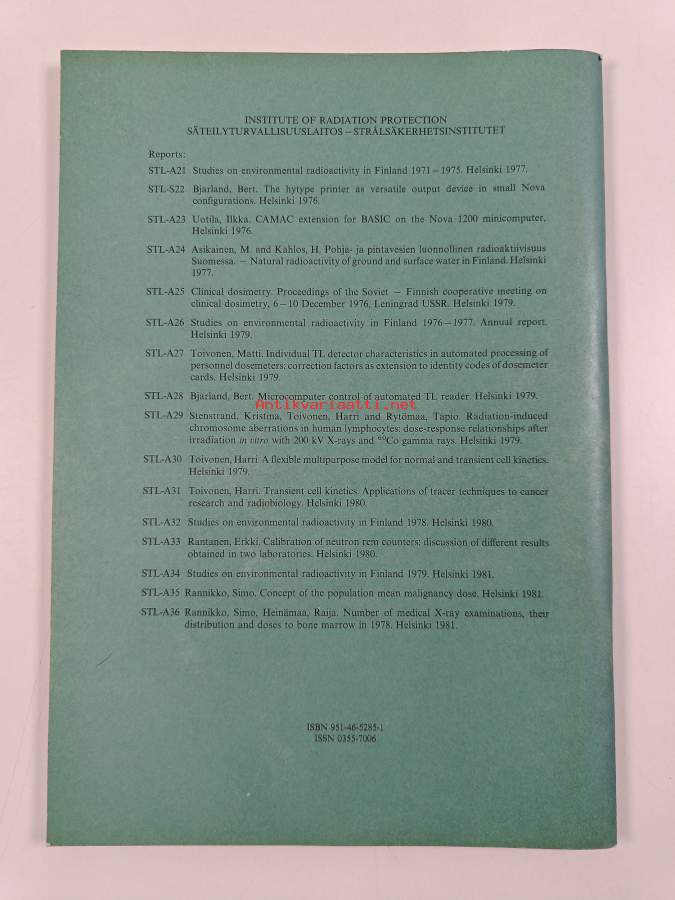 INSTITUTE OF RADIATION PROTECTION
SÄTEILYTURVALLISUUSLAITOS – STRÅLSÄKERHETSINSTITUTET
Reports:
STL-A21 Studies on environmental radioactivity in Finland 1971–1975. Helsinki 1977.
STL-S22 Bjarland, Bert. The hytype printer as versatile output device in small Nova
configurations. Helsinki 1976.
STL-A23 Uotila, Ilkka. CAMAC extension for BASIC on the Nova 1200 minicomputer.
Helsinki 1976.
STL-A24 Asikainen, M. and Kahlos, H. Pohja- ja pintavesien luonnollinen radioaktiivisuus
Suomessa. – Natural radioactivity of ground and surface water in Finland. Helsinki
1977.
STL-A25 Clinical dosimetry. Proceedings of the Soviet – Finnish cooperative meeting on
clinical dosimetry, 6–10 December 1976, Leningrad USSR. Helsinki 1979.
STL-A26 Studies on environmental radioactivity in Finland 1976–1977. Annual report.
Helsinki 1979.
STL-A27 Toivonen, Matti. Individual TL detector characteristics in automated processing of
personnel dosemeters: correction factors as extension to identity codes of dosemeter
cards. Helsinki 1979.
STL-A28 Bjarland, Bert. Microcomputer control of automated TL reader. Helsinki 1979.
Antikvariaatti.net
STL-A29 Stenstrand, Kristina, Toivonen, Harri and Rytömaa, Tapio. Radiation-induced
chromosome aberrations in human lymphocytes: dose-response relationships after
irradiation in vitro with 200 kV X-rays and ⁶⁰Co gamma rays. Helsinki 1979.
STL-A30 Toivonen, Harri. A flexible multipurpose model for normal and transient cell kinetics.
Helsinki 1979.
STL-A31 Toivonen, Harri. Transient cell kinetics. Applications of tracer techniques to cancer
research and radiobiology. Helsinki 1980.
STL-A32 Studies on environmental radioactivity in Finland 1978. Helsinki 1980.
STL-A33 Rantanen, Erkki. Calibration of neutron rem counters: discussion of different results
obtained in two laboratories. Helsinki 1980.
STL-A34 Studies on environmental radioactivity in Finland 1979. Helsinki 1981.
STL-A35 Rannikko, Simo. Concept of the population mean malignancy dose. Helsinki 1981.
STL-A36 Rannikko, Simo, Heinämaa, Raija. Number of medical X-ray examinations, their
distribution and doses to bone marrow in 1978. Helsinki 1981.
ISBN 951-46-5285-1
ISSN 0355-7006